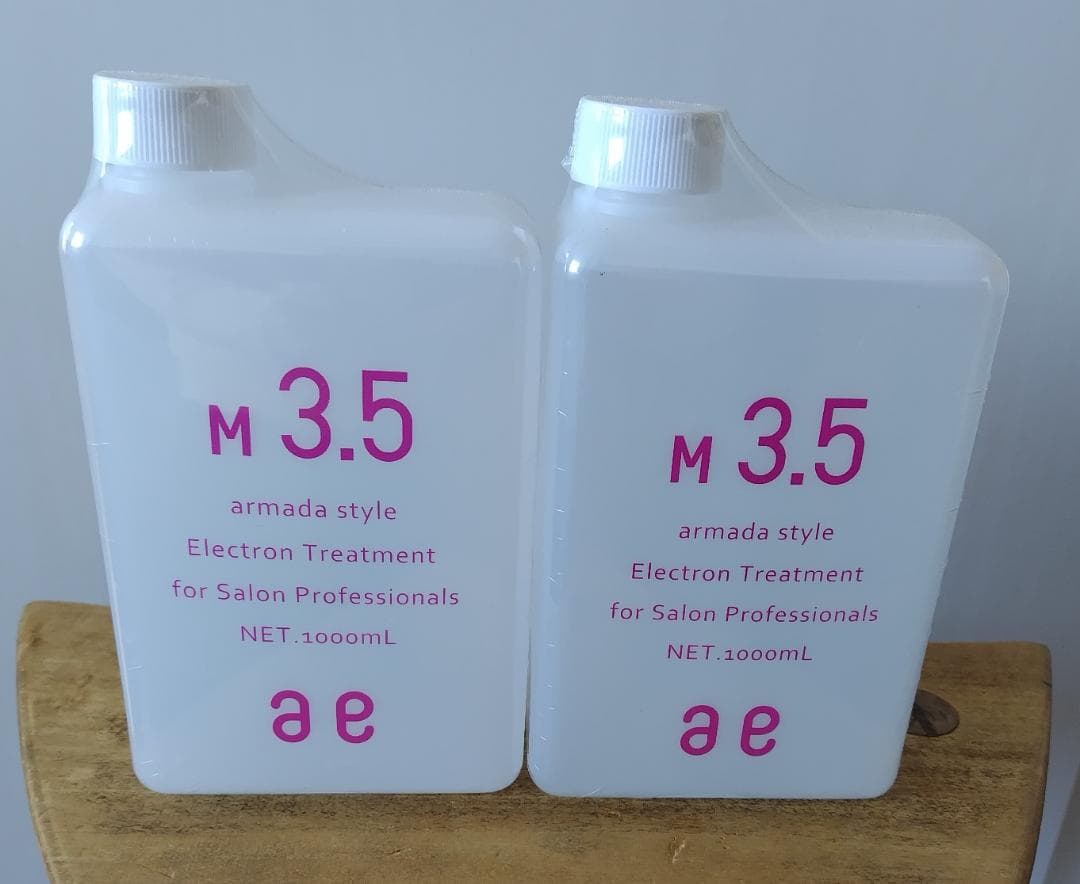 M 3.5
armada style
Electron Treatment
for Salon Professionals
NET.1000mL
ae
M 3.5
armada style
Electron Treatment
for Salon Professionals
NET.1000mL
ae